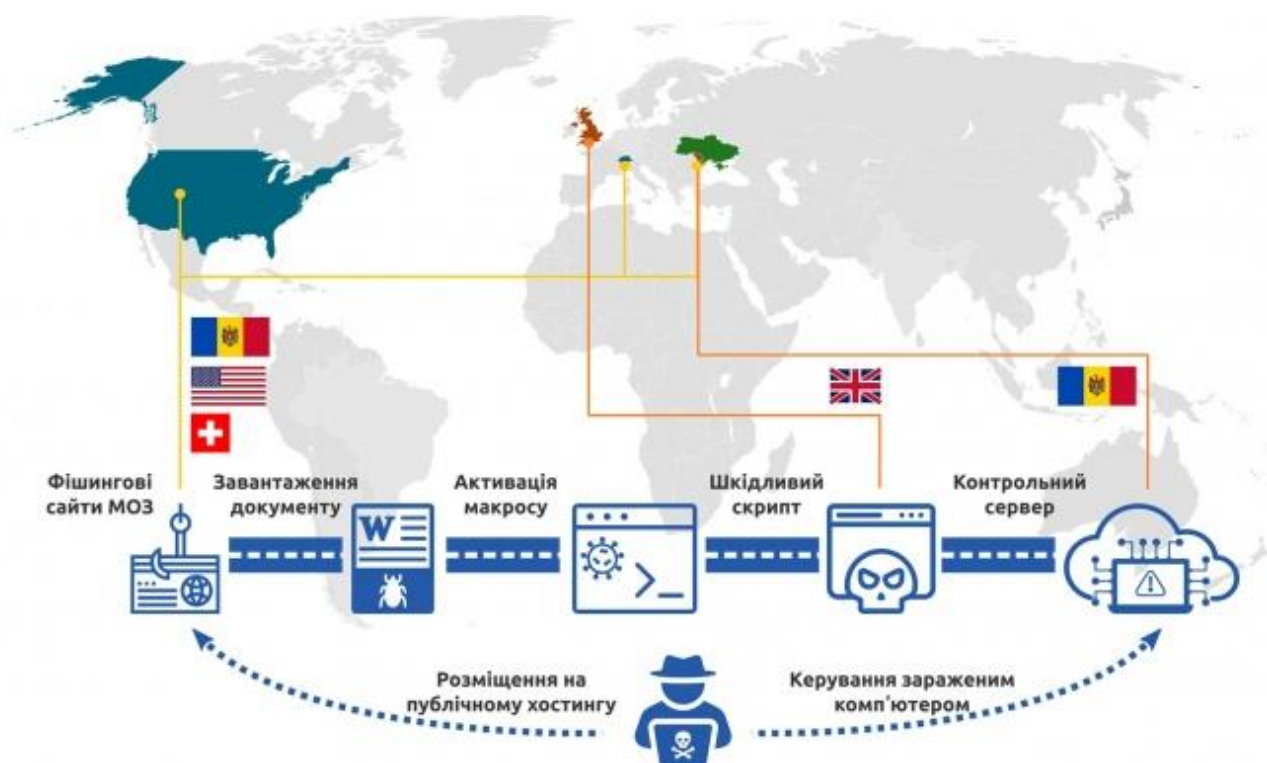 Фішингові
сайти МОЗ
Завантаження
документу
W
Активація
макросу
Шкідливий
скрипт
Контрольний
сервер
Розміщення на
публічному хостингу
Керування зараженим
комп'ютером